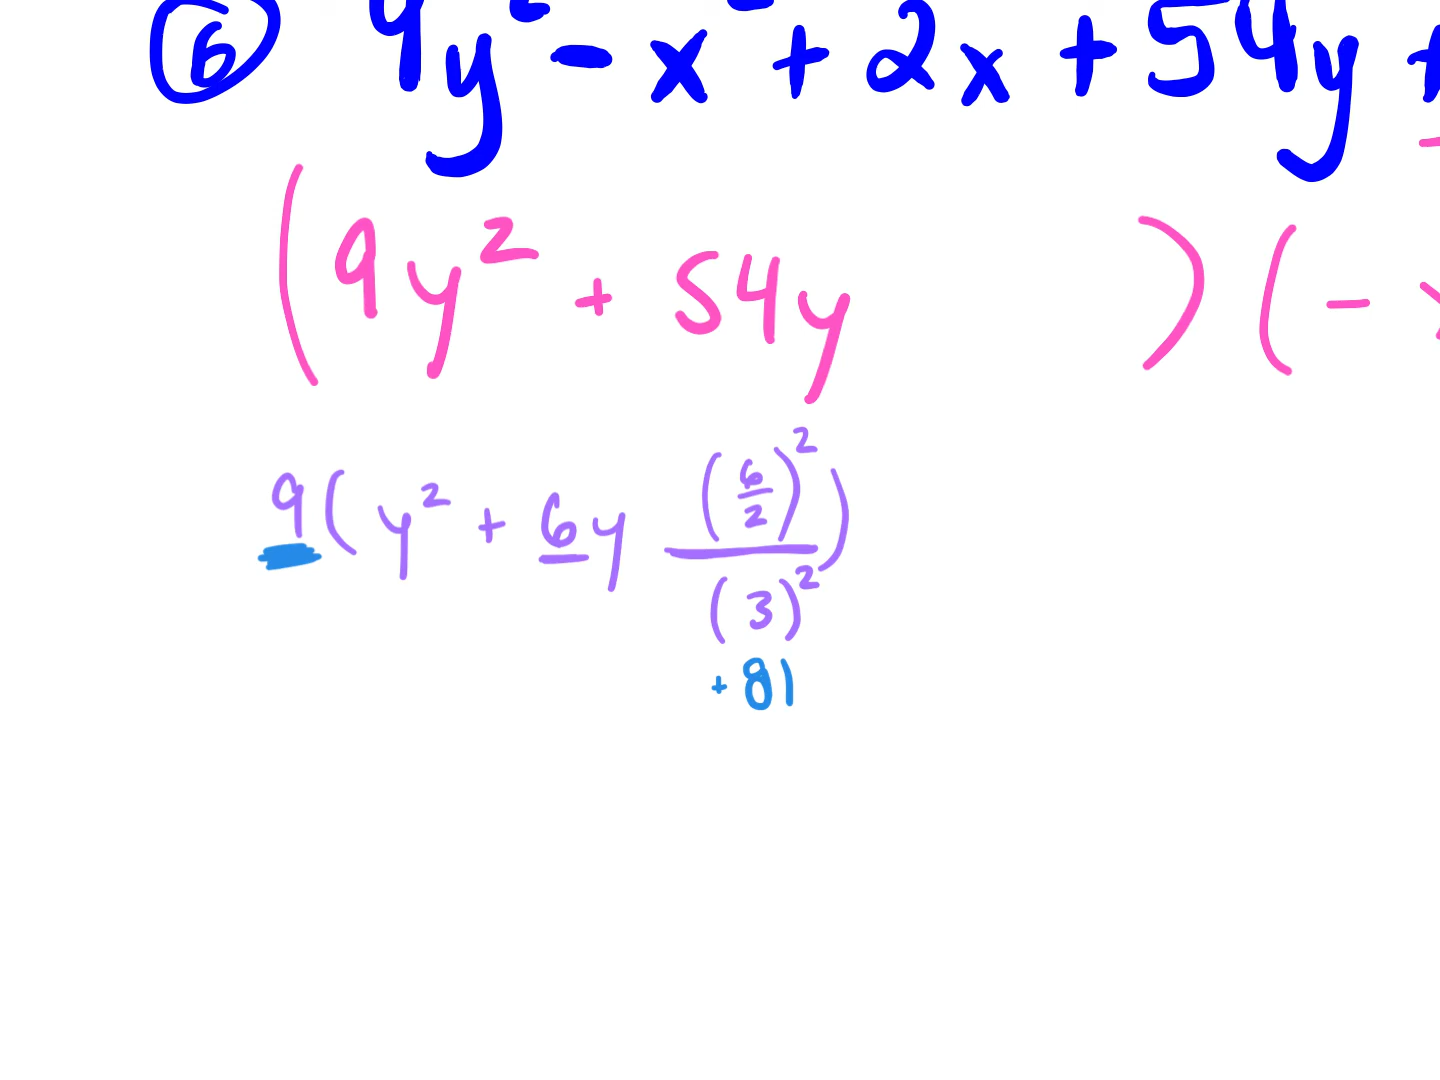 ⑥ 9y² - x² + 2x + 54y +
(9y² + 54y ) ( -
9(y² + 6y (6/2)²)
(3)²
+ 81